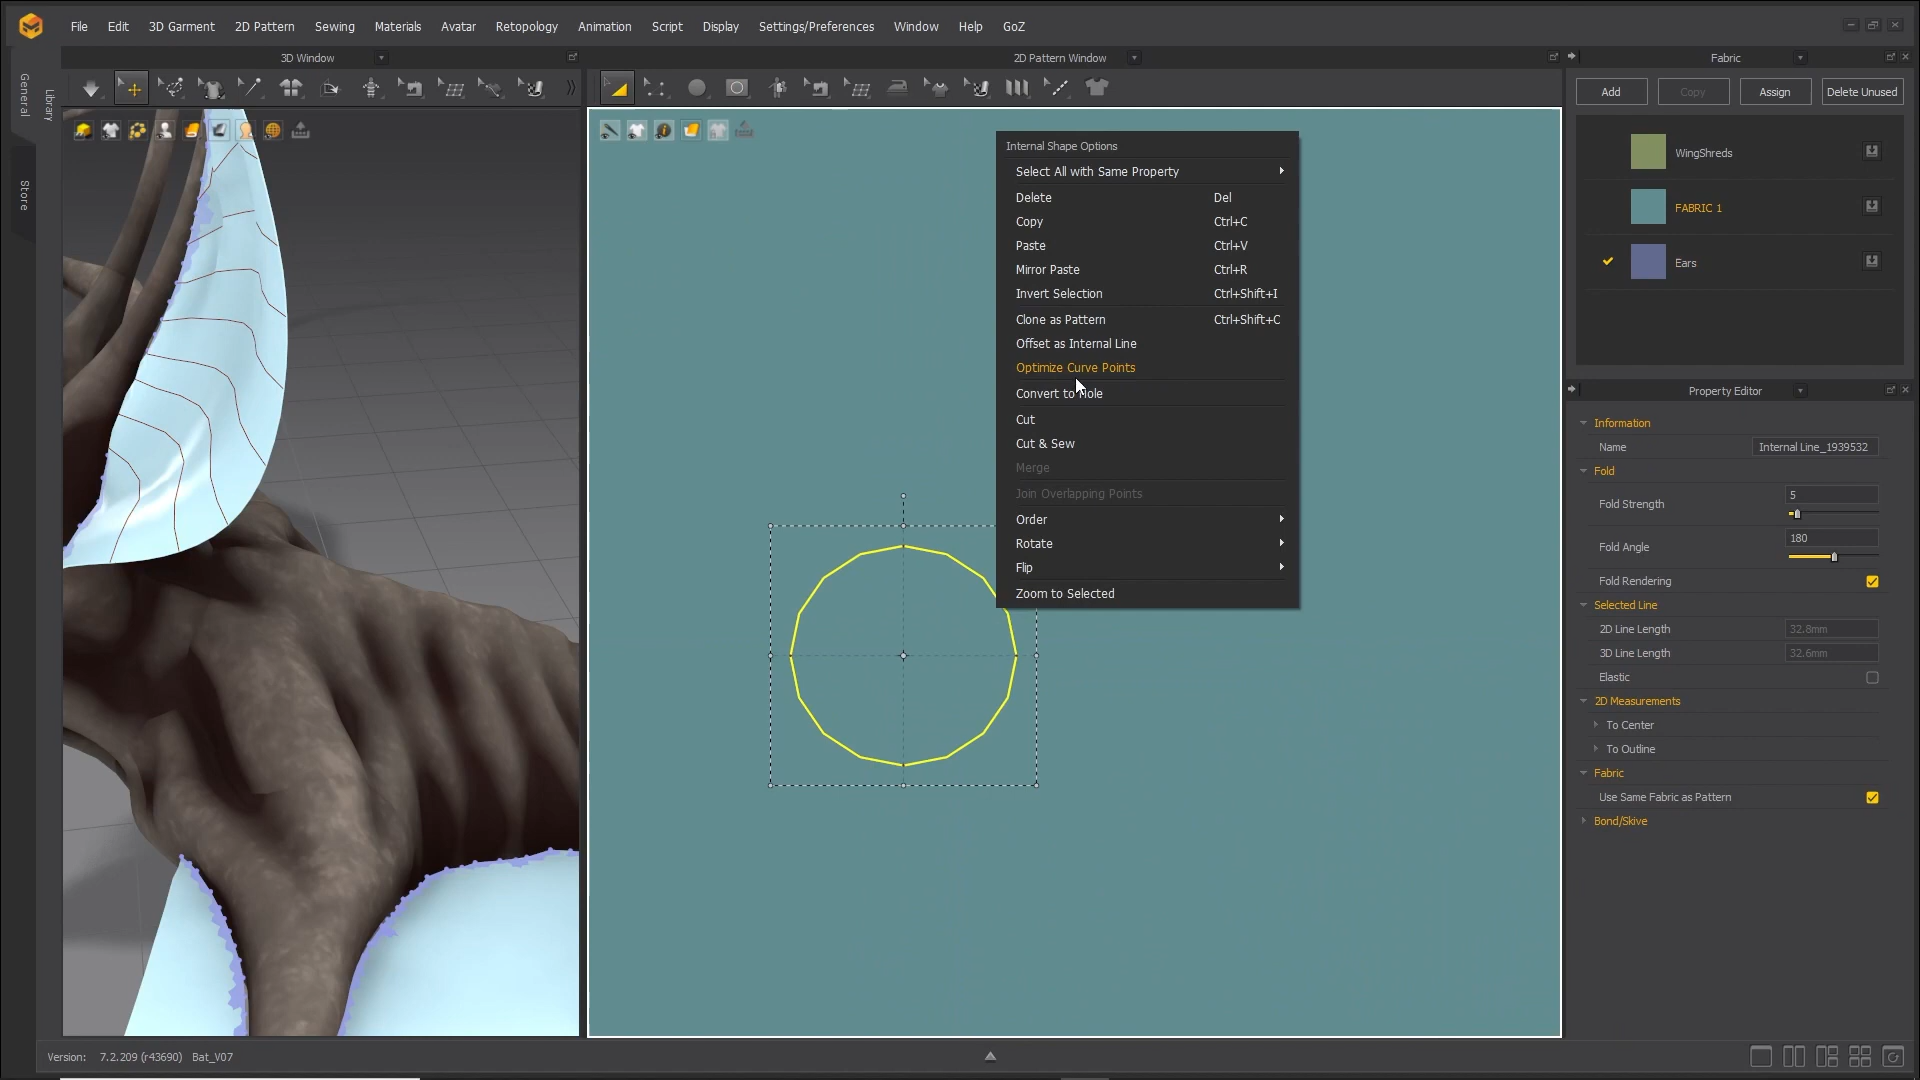 File Edit 3D Garment 2D Pattern Sewing Materials Avatar Retopology Animation Script Display Settings/Preferences Window Help GoZ
3D Window
2D Pattern Window
Fabric
General
Library
Store
Add Copy Assign Delete Unused
WingShreds
FABRIC 1
Ears
Internal Shape Options
Select All with Same Property
Delete Del
Copy Ctrl+C
Paste Ctrl+V
Mirror Paste Ctrl+R
Invert Selection Ctrl+Shift+I
Clone as Pattern Ctrl+Shift+C
Offset as Internal Line
Optimize Curve Points
Convert to Hole
Cut
Cut & Sew
Merge
Join Overlapping Points
Order
Rotate
Flip
Zoom to Selected
Property Editor
Information
Name Internal Line_1939532
Fold
Fold Strength 5
Fold Angle 180
Fold Rendering
Selected Line
2D Line Length 32.8mm
3D Line Length 32.6mm
Elastic
2D Measurements
To Center
To Outline
Fabric
Use Same Fabric as Pattern
Bond/Skive
Version: 7.2.209 (r43690) Bat_V07